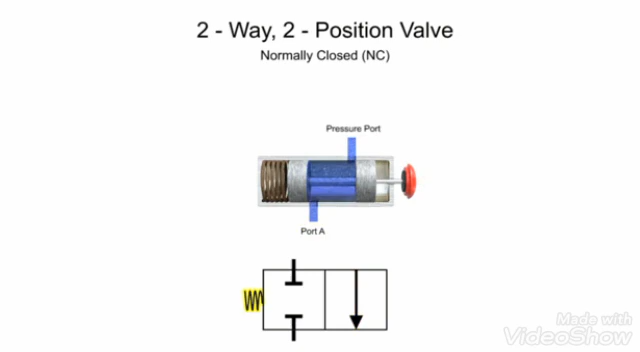 2 - Way, 2 - Position Valve
Normally Closed (NC)
Pressure Port
Port A
Made with
VideoShow